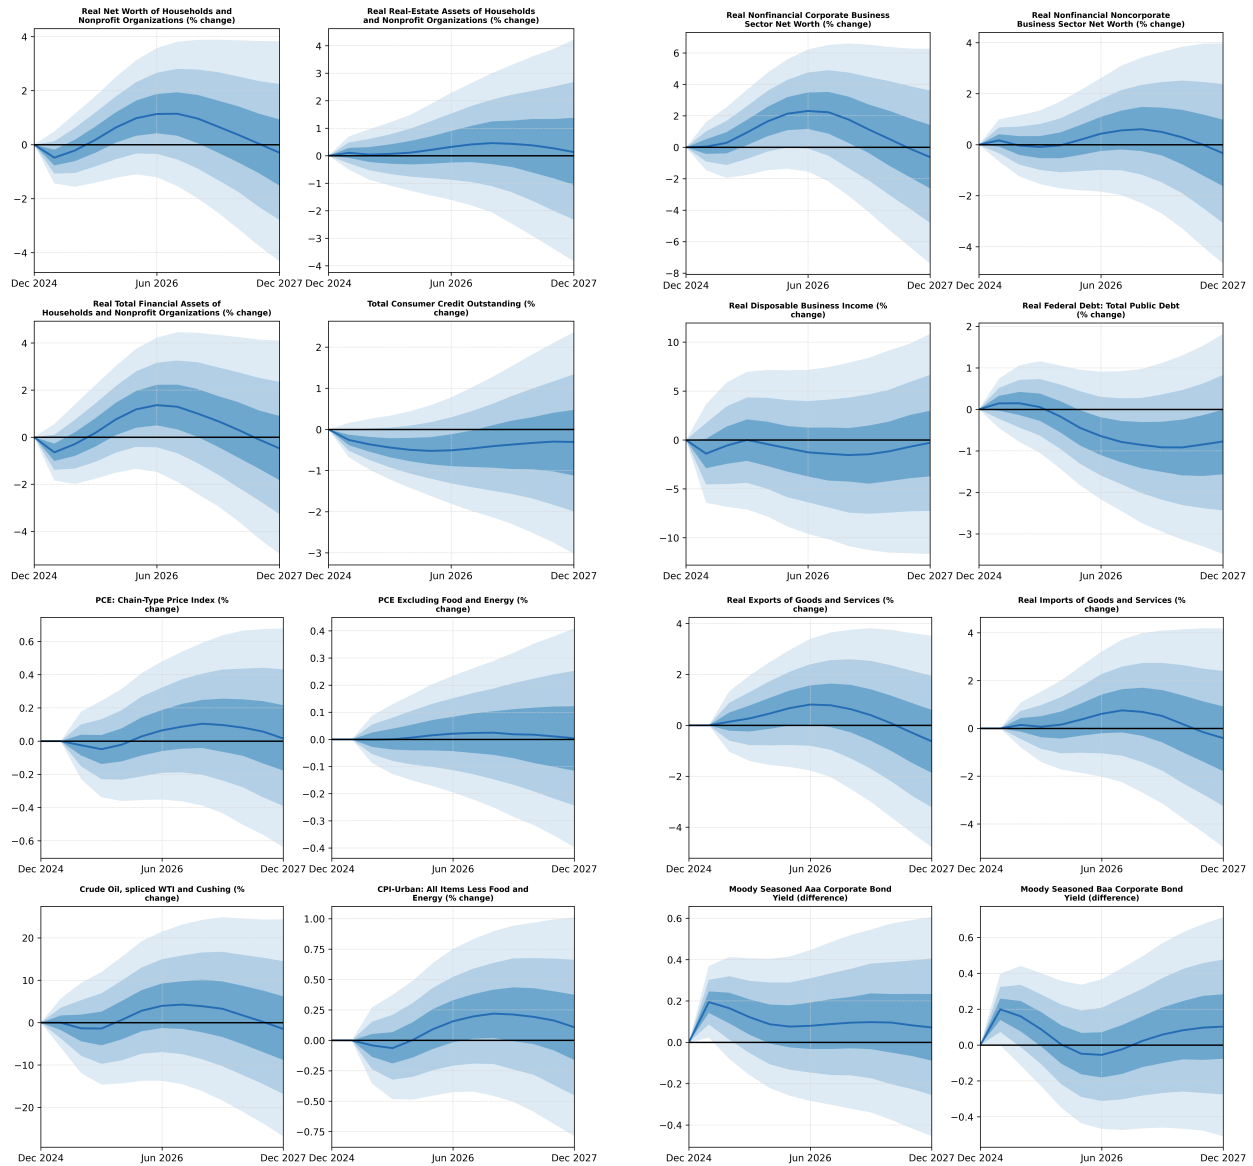 Real Net Worth of Households and
Nonprofit Organizations (% change)
4
2
0
−2
−4
Dec 2024
Jun 2026
Dec 2027
Real Real-Estate Assets of Households
and Nonprofit Organizations (% change)
4
3
2
1
0
−1
−2
−3
−4
Dec 2024
Jun 2026
Dec 2027
Real Nonfinancial Corporate Business
Sector Net Worth (% change)
6
4
2
0
−2
−4
−6
−8
Dec 2024
Jun 2026
Dec 2027
Real Nonfinancial Noncorporate
Business Sector Net Worth (% change)
4
2
0
−2
−4
Dec 2024
Jun 2026
Dec 2027
Real Total Financial Assets of
Households and Nonprofit Organizations (% change)
4
2
0
−2
−4
Dec 2024
Jun 2026
Dec 2027
Total Consumer Credit Outstanding (%
change)
2
1
0
−1
−2
−3
Dec 2024
Jun 2026
Dec 2027
Real Disposable Business Income (%
change)
10
5
0
−5
−10
Dec 2024
Jun 2026
Dec 2027
Real Federal Debt: Total Public Debt
(% change)
2
1
0
−1
−2
−3
Dec 2024
Jun 2026
Dec 2027
PCE: Chain-Type Price Index (%
change)
0.6
0.4
0.2
0.0
−0.2
−0.4
−0.6
Dec 2024
Jun 2026
Dec 2027
PCE Excluding Food and Energy (%
change)
0.4
0.3
0.2
0.1
0.0
−0.1
−0.2
−0.3
−0.4
Dec 2024
Jun 2026
Dec 2027
Real Exports of Goods and Services (%
change)
4
2
0
−2
−4
Dec 2024
Jun 2026
Dec 2027
Real Imports of Goods and Services (%
change)
4
2
0
−2
−4
Dec 2024
Jun 2026
Dec 2027
Crude Oil, spliced WTI and Cushing (%
change)
20
10
0
−10
−20
Dec 2024
Jun 2026
Dec 2027
CPI-Urban: All Items Less Food and
Energy (% change)
1.00
0.75
0.50
0.25
0.00
−0.25
−0.50
−0.75
Dec 2024
Jun 2026
Dec 2027
Moody Seasoned Aaa Corporate Bond
Yield (difference)
0.6
0.4
0.2
0.0
−0.2
−0.4
Dec 2024
Jun 2026
Dec 2027
Moody Seasoned Baa Corporate Bond
Yield (difference)
0.6
0.4
0.2
0.0
−0.2
−0.4
Dec 2024
Jun 2026
Dec 2027